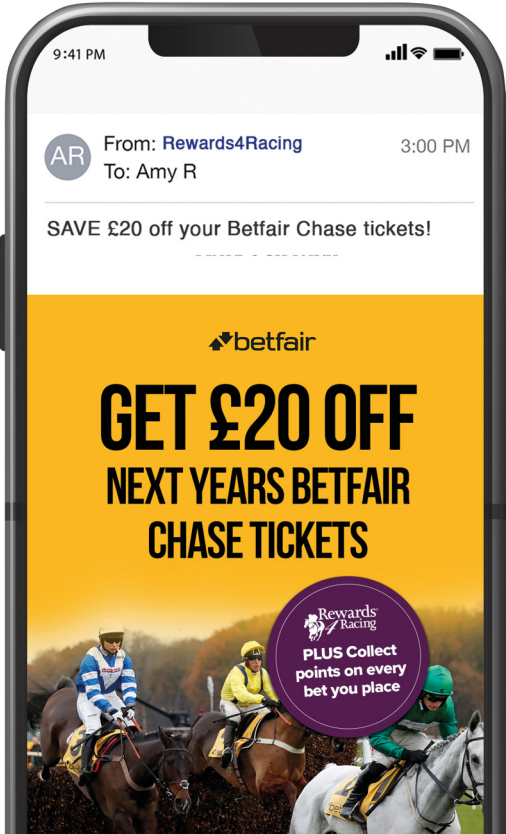 9:41 PM
AR
From: Rewards4Racing
3:00 PM
To: Amy R
SAVE £20 off your Betfair Chase tickets!
betfair
GET £20 OFF
NEXT YEARS BETFAIR
CHASE TICKETS
Rewards
4 Racing
PLUS Collect
points on every
bet you place